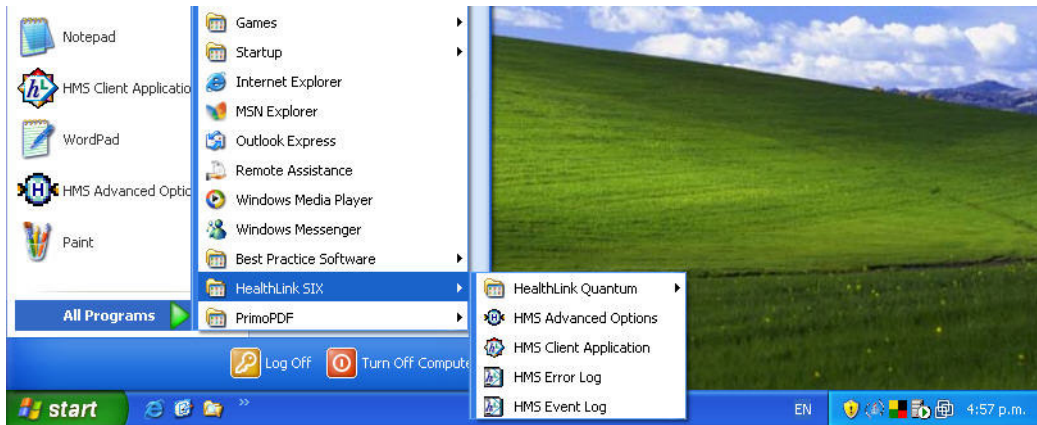 Notepad
HMS Client Applicatio
WordPad
HMS Advanced Optio
Paint
All Programs
Games
Startup
Internet Explorer
MSN Explorer
Outlook Express
Remote Assistance
Windows Media Player
Windows Messenger
Best Practice Software
HealthLink SIX
PrimoPDF
HealthLink Quantum
HMS Advanced Options
HMS Client Application
HMS Error Log
HMS Event Log
Log Off
Turn Off Compute
start
EN
4:57 p.m.